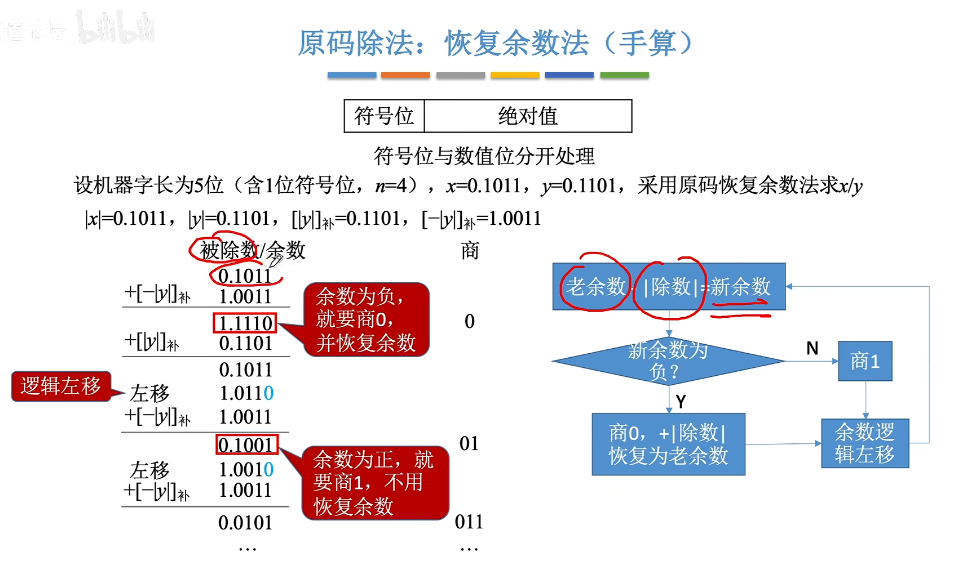 bilibili
原码除法：恢复余数法（手算）
符号位 绝对值
符号位与数值位分开处理
设机器字长为5位（含1位符号位，n=4），x=0.1011，y=0.1101，采用原码恢复余数法求x/y
|x|=0.1011，|y|=0.1101，[|y|]补=0.1101，[−|y|]补=1.0011
被除数/余数 商
0.1011
+[−|y|]补 1.0011
1.1110 0
+[|y|]补 0.1101
0.1011
左移 1.0110
+[−|y|]补 1.0011
0.1001 01
左移 1.0010
+[−|y|]补 1.0011
0.0101 011
… …
逻辑左移
余数为负，
就要商0，
并恢复余数
余数为正，就
要商1，不用
恢复余数
老余数 - |除数|=新余数
新余数为
负？
N
商1
Y
商0，+|除数|
恢复为老余数
余数逻
辑左移